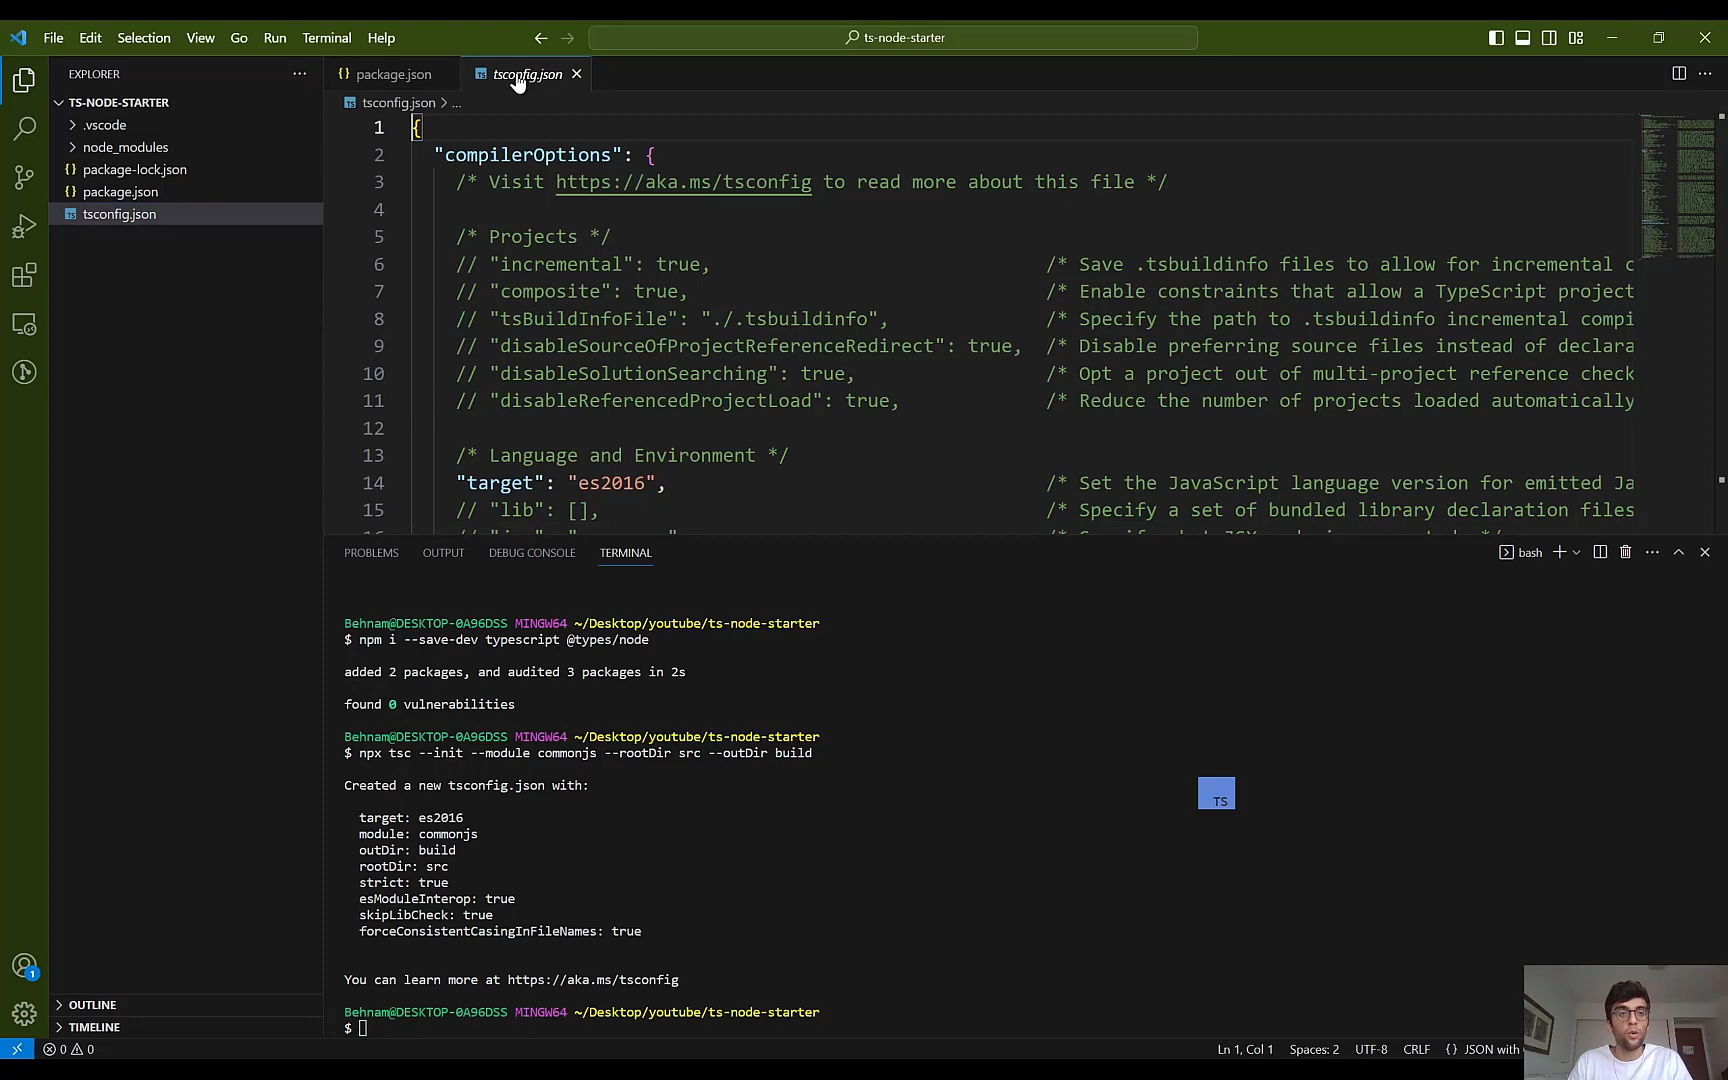 File Edit Selection View Go Run Terminal Help
ts-node-starter
EXPLORER
TS-NODE-STARTER
.vscode
node_modules
package-lock.json
package.json
tsconfig.json
OUTLINE
TIMELINE
package.json tsconfig.json
tsconfig.json > ...
1 {
2 "compilerOptions": {
3 /* Visit https://aka.ms/tsconfig to read more about this file */
4
5 /* Projects */
6 // "incremental": true, /* Save .tsbuildinfo files to allow for incremental c
7 // "composite": true, /* Enable constraints that allow a TypeScript project
8 // "tsBuildInfoFile": "./.tsbuildinfo", /* Specify the path to .tsbuildinfo incremental compi
9 // "disableSourceOfProjectReferenceRedirect": true, /* Disable preferring source files instead of declara
10 // "disableSolutionSearching": true, /* Opt a project out of multi-project reference check
11 // "disableReferencedProjectLoad": true, /* Reduce the number of projects loaded automatically
12
13 /* Language and Environment */
14 "target": "es2016", /* Set the JavaScript language version for emitted Ja
15 // "lib": [], /* Specify a set of bundled library declaration files
PROBLEMS OUTPUT DEBUG CONSOLE TERMINAL
bash
Behnam@DESKTOP-0A96DSS MINGW64 ~/Desktop/youtube/ts-node-starter
$ npm i --save-dev typescript @types/node
added 2 packages, and audited 3 packages in 2s
found 0 vulnerabilities
Behnam@DESKTOP-0A96DSS MINGW64 ~/Desktop/youtube/ts-node-starter
$ npx tsc --init --module commonjs --rootDir src --outDir build
Created a new tsconfig.json with:
TS
target: es2016
module: commonjs
outDir: build
rootDir: src
strict: true
esModuleInterop: true
skipLibCheck: true
forceConsistentCasingInFileNames: true
You can learn more at https://aka.ms/tsconfig
Behnam@DESKTOP-0A96DSS MINGW64 ~/Desktop/youtube/ts-node-starter
$
1
0 0
Ln 1, Col 1 Spaces: 2 UTF-8 CRLF {} JSON with